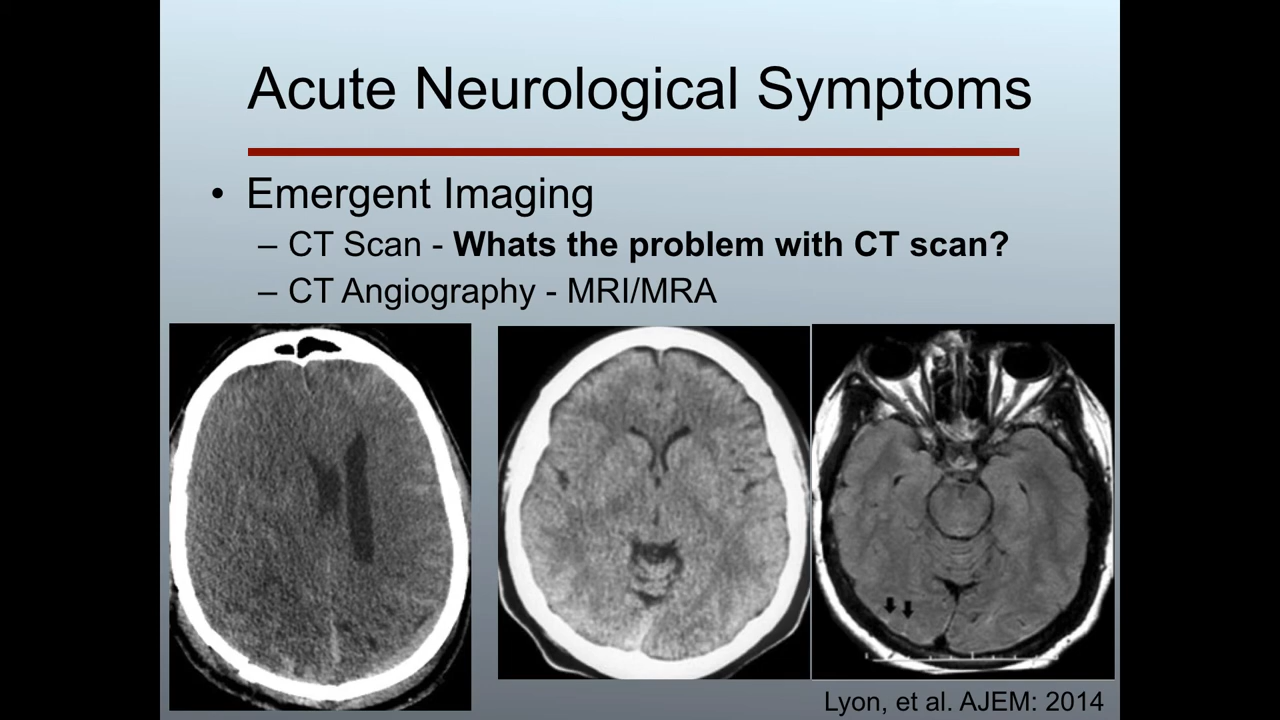 Acute Neurological Symptoms
• Emergent Imaging
– CT Scan - Whats the problem with CT scan?
– CT Angiography - MRI/MRA
Lyon, et al. AJEM: 2014